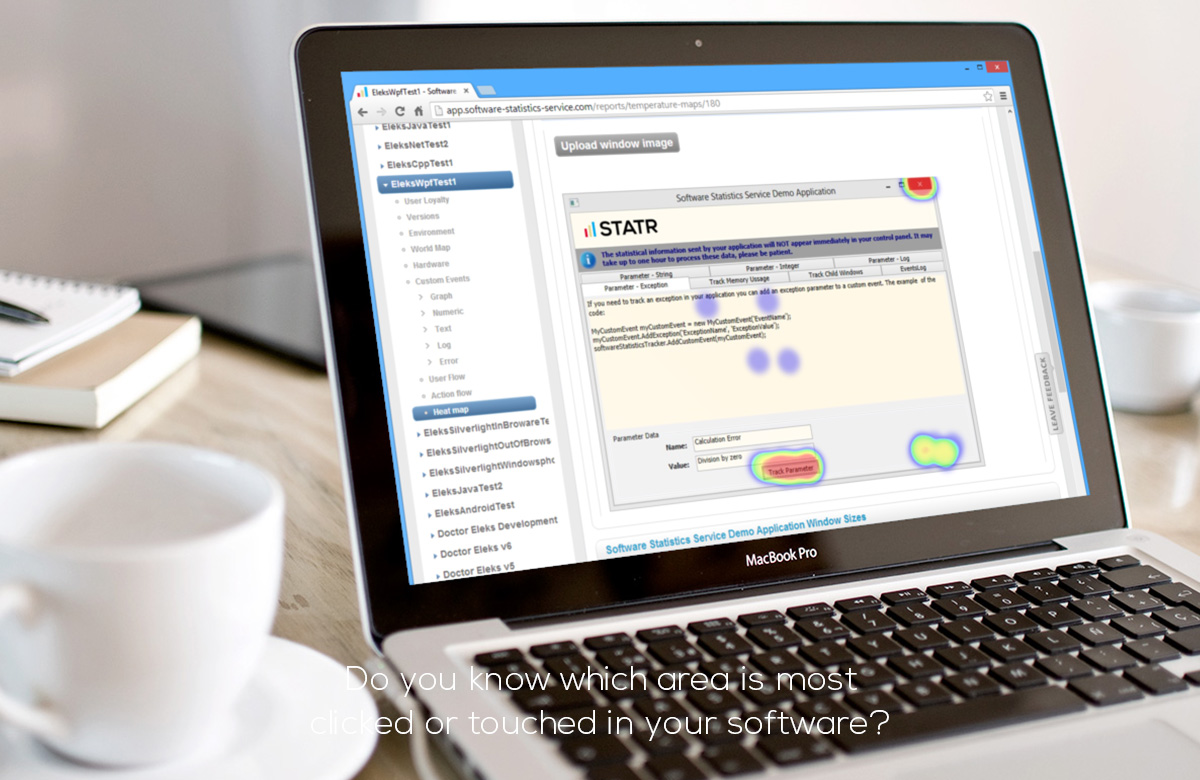 EleksWpfTest1 - Software
app.software-statistics-service.com/reports/temperature-maps/180
EleksJavaTest1
EleksNetTest2
EleksCppTest1
EleksWpfTest1
User Loyalty
Versions
Environment
World Map
Hardware
Custom Events
Graph
Numeric
Text
Log
Error
User Flow
Action flow
Heat map
EleksSilverlightInBrowareTe
EleksSilverlightOutOfBrows
EleksSilverlightWindowspho
EleksJavaTest2
EleksAndroidTest
Doctor Eleks Development
Doctor Eleks v6
Doctor Eleks v5
Upload window image
Software Statistics Service Demo Application
STATR
The statistical information sent by your application will NOT appear immediately in your control panel. It may
take up to one hour to process these data, please be patient.
Parameter - String
Parameter - Integer
Parameter - Log
Parameter - Exception
Track Memory Ussage
Track Child Windows
EventsLog
If you need to track an exception in your application you can add an exception parameter to a custom event. The example of the
code:
MyCustomEvent myCustomEvent = new MyCustomEvent('EventName');
myCustomEvent.AddException('ExceptionName', 'ExceptionValue');
softwareStatisticsTracker.AddCustomEvent(myCustomEvent);
Parameter Data
Name: Calculation Error
Value: Division by zero
Track Parameter
LEAVE FEEDBACK
Software Statistics Service Demo Application Window Sizes
MacBook Pro
Do you know which area is most
clicked or touched in your software?